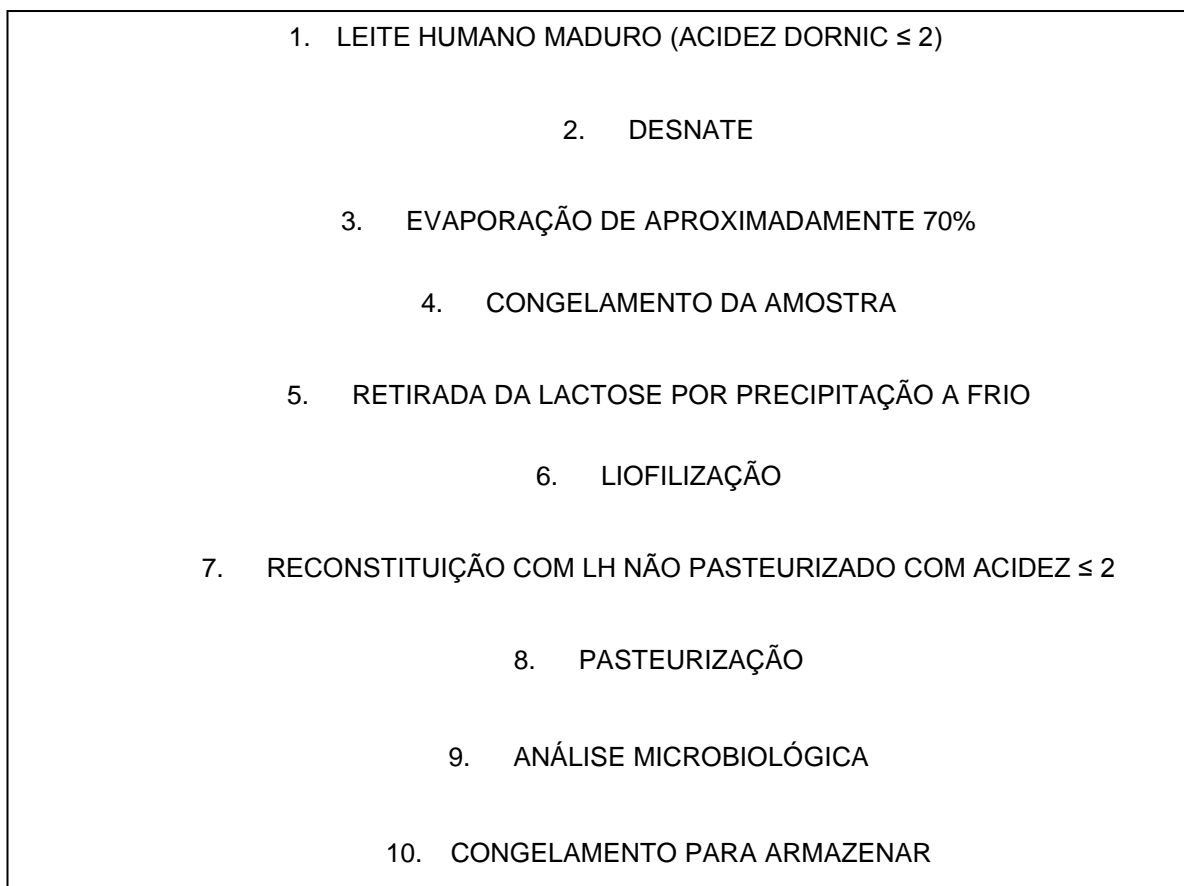 1. LEITE HUMANO MADURO (ACIDEZ DORNIC ≤ 2)
2. DESNATE
3. EVAPORAÇÃO DE APROXIMADAMENTE 70%
4. CONGELAMENTO DA AMOSTRA
5. RETIRADA DA LACTOSE POR PRECIPITAÇÃO A FRIO
6. LIOFILIZAÇÃO
7. RECONSTITUIÇÃO COM LH NÃO PASTEURIZADO COM ACIDEZ ≤ 2
8. PASTEURIZAÇÃO
9. ANÁLISE MICROBIOLÓGICA
10. CONGELAMENTO PARA ARMAZENAR